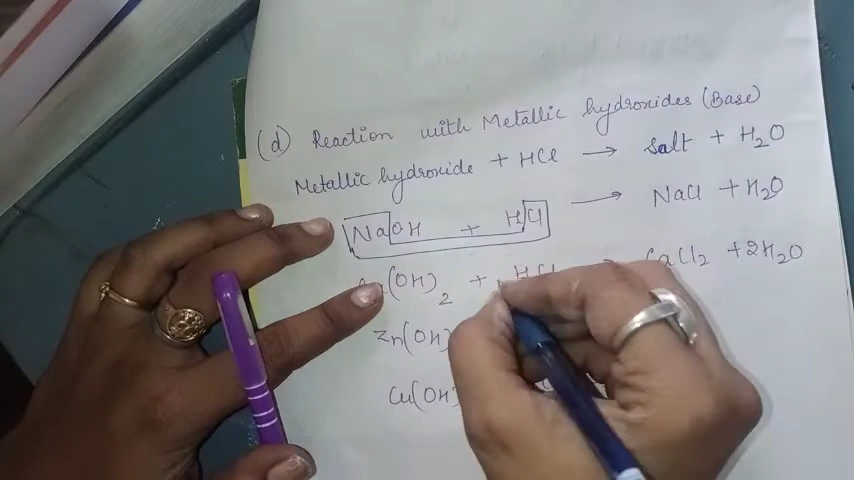 (d) Reaction with Metallic hydroxides (Base)
Metallic hydroxide + HCl → salt + H₂O
NaOH + HCl → NaCl + H₂O
(OH)₂ + HCl → CaCl₂ + 2H₂O
Zn(OH)
Cu(OH)